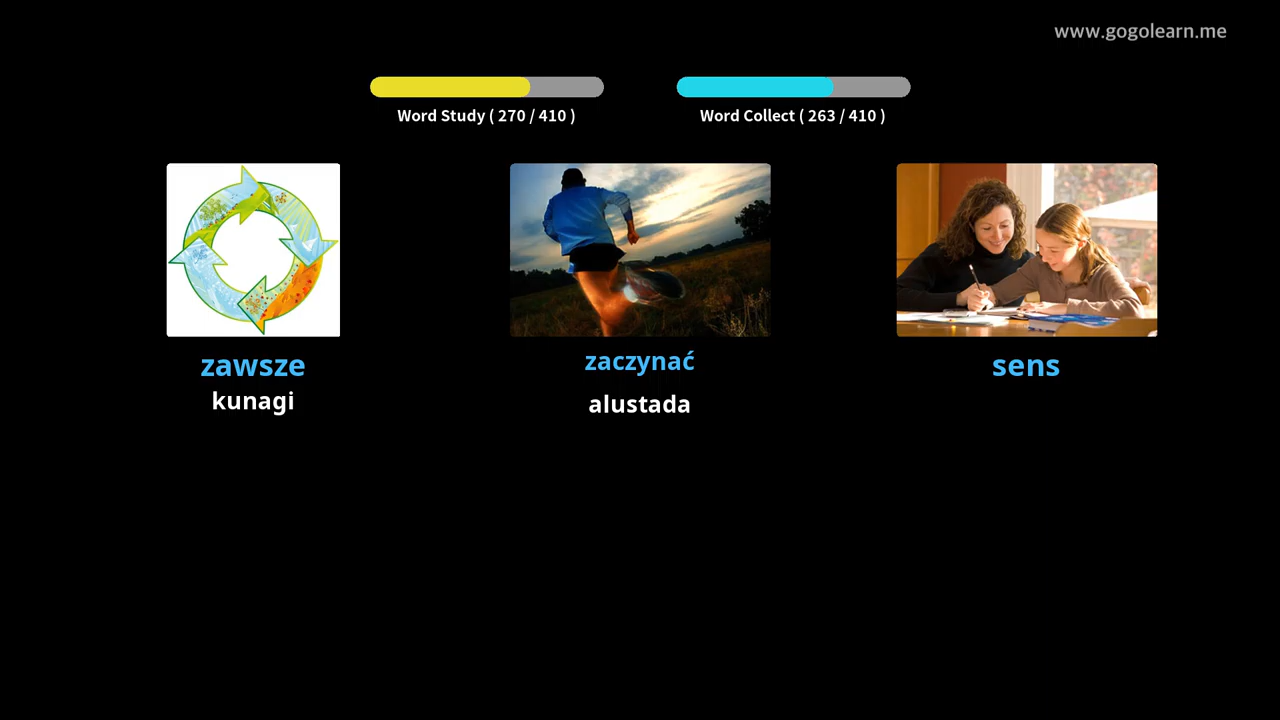 www.gogolearn.me
Word Study ( 270 / 410 )
Word Collect ( 263 / 410 )
zawsze
kunagi
zaczynać
alustada
sens